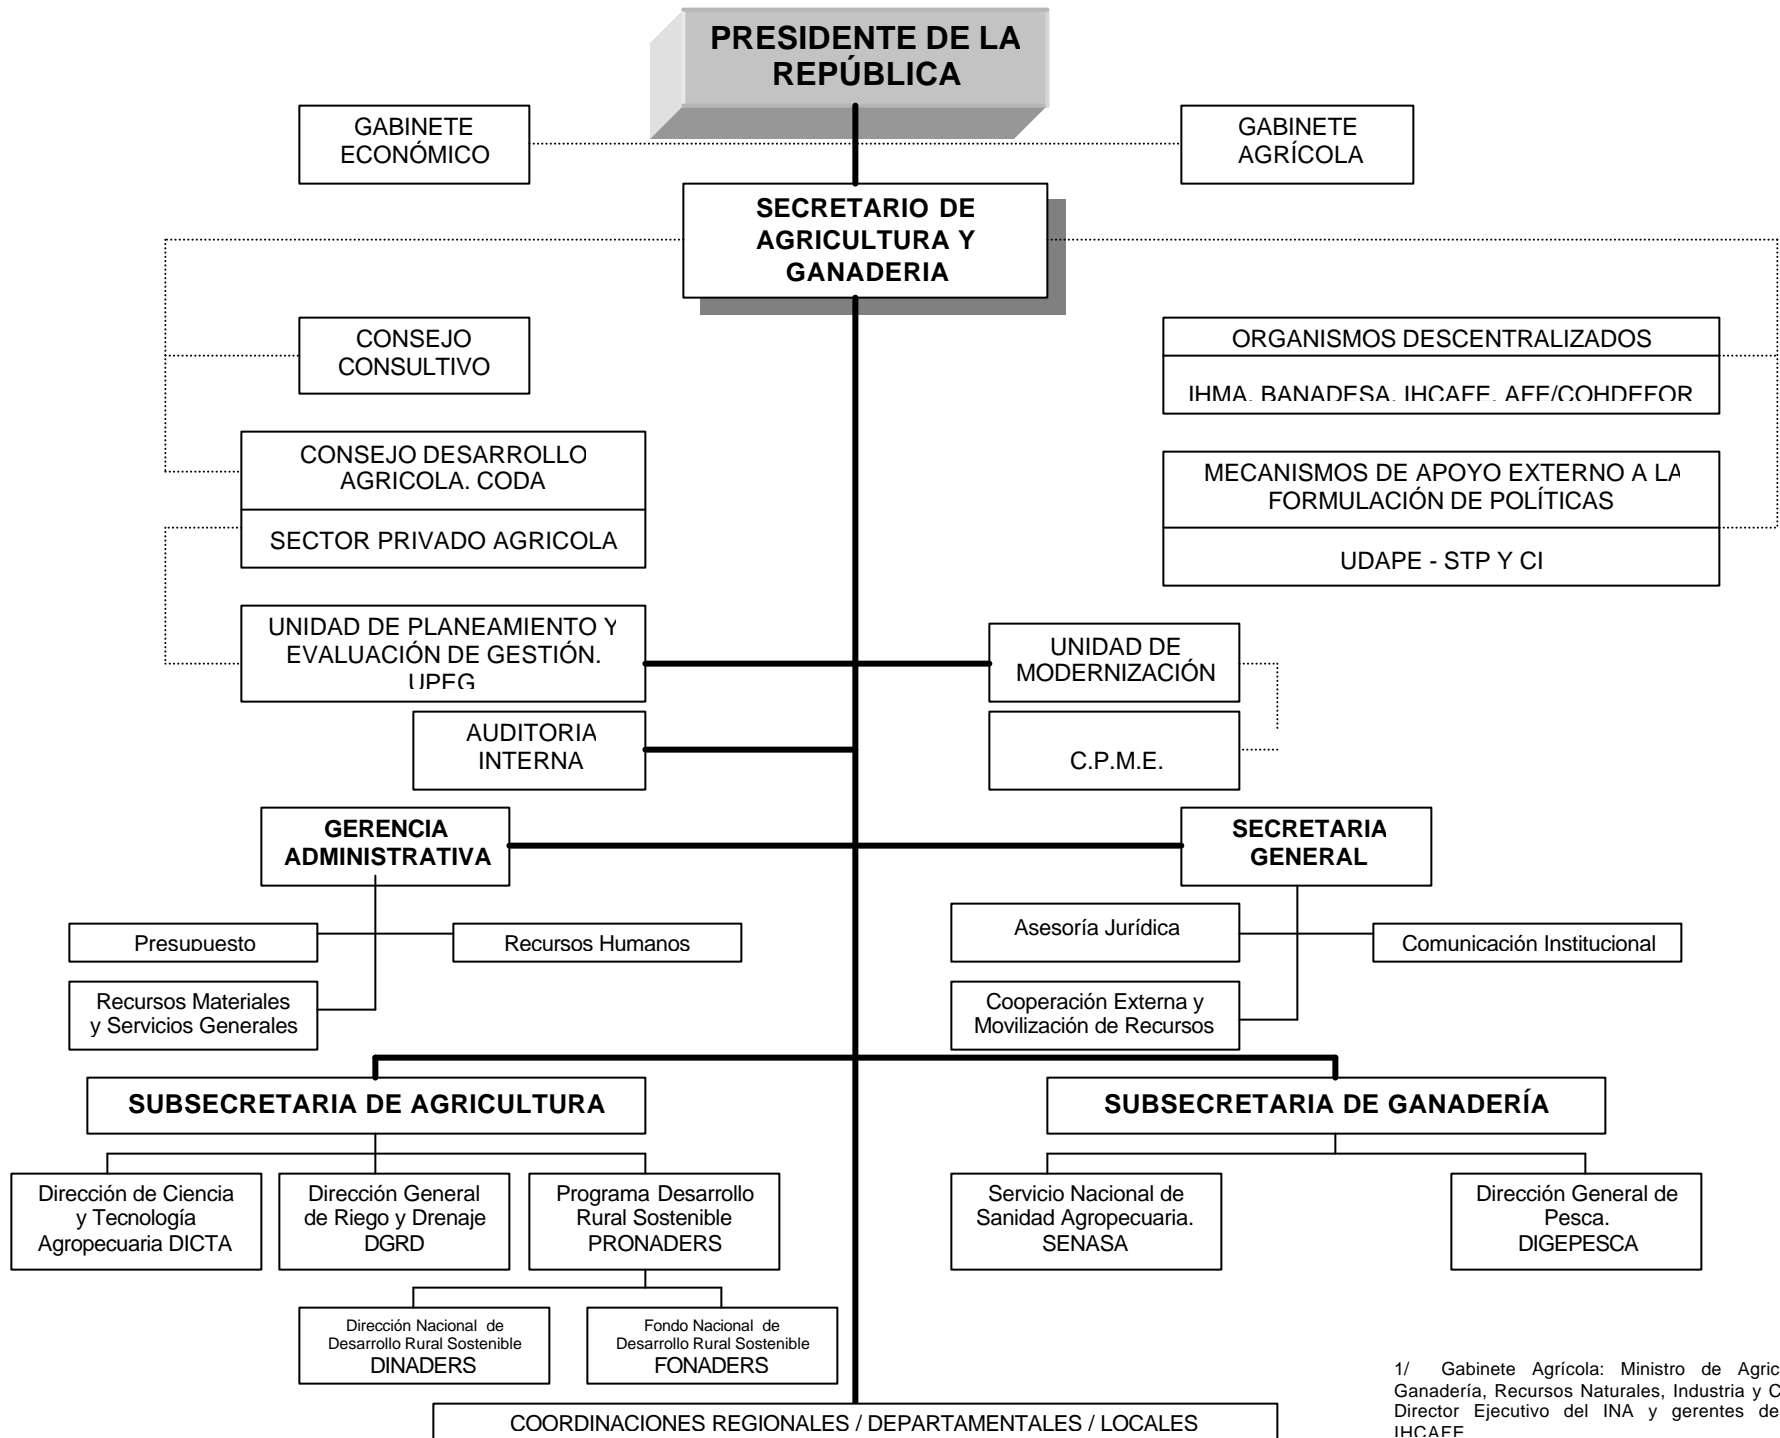 PRESIDENTE DE LA
REPÚBLICA
GABINETE
ECONÓMICO
GABINETE
AGRÍCOLA
SECRETARIO DE
AGRICULTURA Y
GANADERIA
CONSEJO
CONSULTIVO
ORGANISMOS DESCENTRALIZADOS
IHMA. BANADESA. IHCAFE. AFE/COHDEFOR
CONSEJO DESARROLLO
AGRICOLA. CODA
SECTOR PRIVADO AGRICOLA
MECANISMOS DE APOYO EXTERNO A LA
FORMULACIÓN DE POLÍTICAS
UDAPE - STP Y CI
UNIDAD DE PLANEAMIENTO Y
EVALUACIÓN DE GESTIÓN.
UPEG
UNIDAD DE
MODERNIZACIÓN
AUDITORIA
INTERNA
C.P.M.E.
GERENCIA
ADMINISTRATIVA
SECRETARIA
GENERAL
Presupuesto
Recursos Humanos
Asesoría Jurídica
Comunicación Institucional
Recursos Materiales
y Servicios Generales
Cooperación Externa y
Movilización de Recursos
SUBSECRETARIA DE AGRICULTURA
SUBSECRETARIA DE GANADERÍA
Dirección de Ciencia
y Tecnología
Agropecuaria DICTA
Dirección General
de Riego y Drenaje
DGRD
Programa Desarrollo
Rural Sostenible
PRONADERS
Servicio Nacional de
Sanidad Agropecuaria.
SENASA
Dirección General de
Pesca.
DIGEPESCA
Dirección Nacional de
Desarrollo Rural Sostenible
DINADERS
Fondo Nacional de
Desarrollo Rural Sostenible
FONADERS
COORDINACIONES REGIONALES / DEPARTAMENTALES / LOCALES
1/ Gabinete Agrícola: Ministro de Agric
Ganadería, Recursos Naturales, Industria y C
Director Ejecutivo del INA y gerentes de
IHCAFE